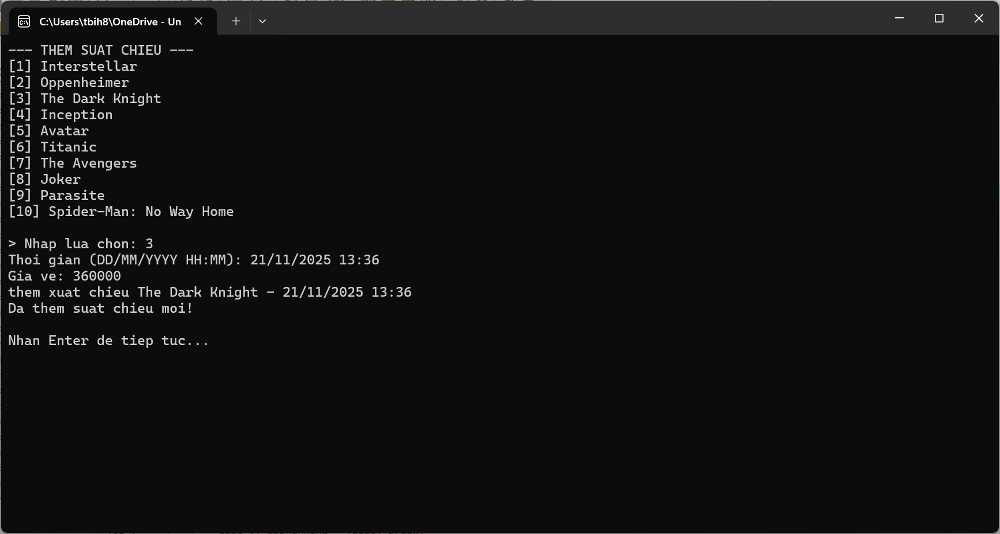 C:\Users\tbih8\OneDrive - Un
--- THEM SUAT CHIEU ---
[1] Interstellar
[2] Oppenheimer
[3] The Dark Knight
[4] Inception
[5] Avatar
[6] Titanic
[7] The Avengers
[8] Joker
[9] Parasite
[10] Spider-Man: No Way Home
> Nhap lua chon: 3
Thoi gian (DD/MM/YYYY HH:MM): 21/11/2025 13:36
Gia ve: 360000
them xuat chieu The Dark Knight - 21/11/2025 13:36
Da them suat chieu moi!
Nhan Enter de tiep tuc...